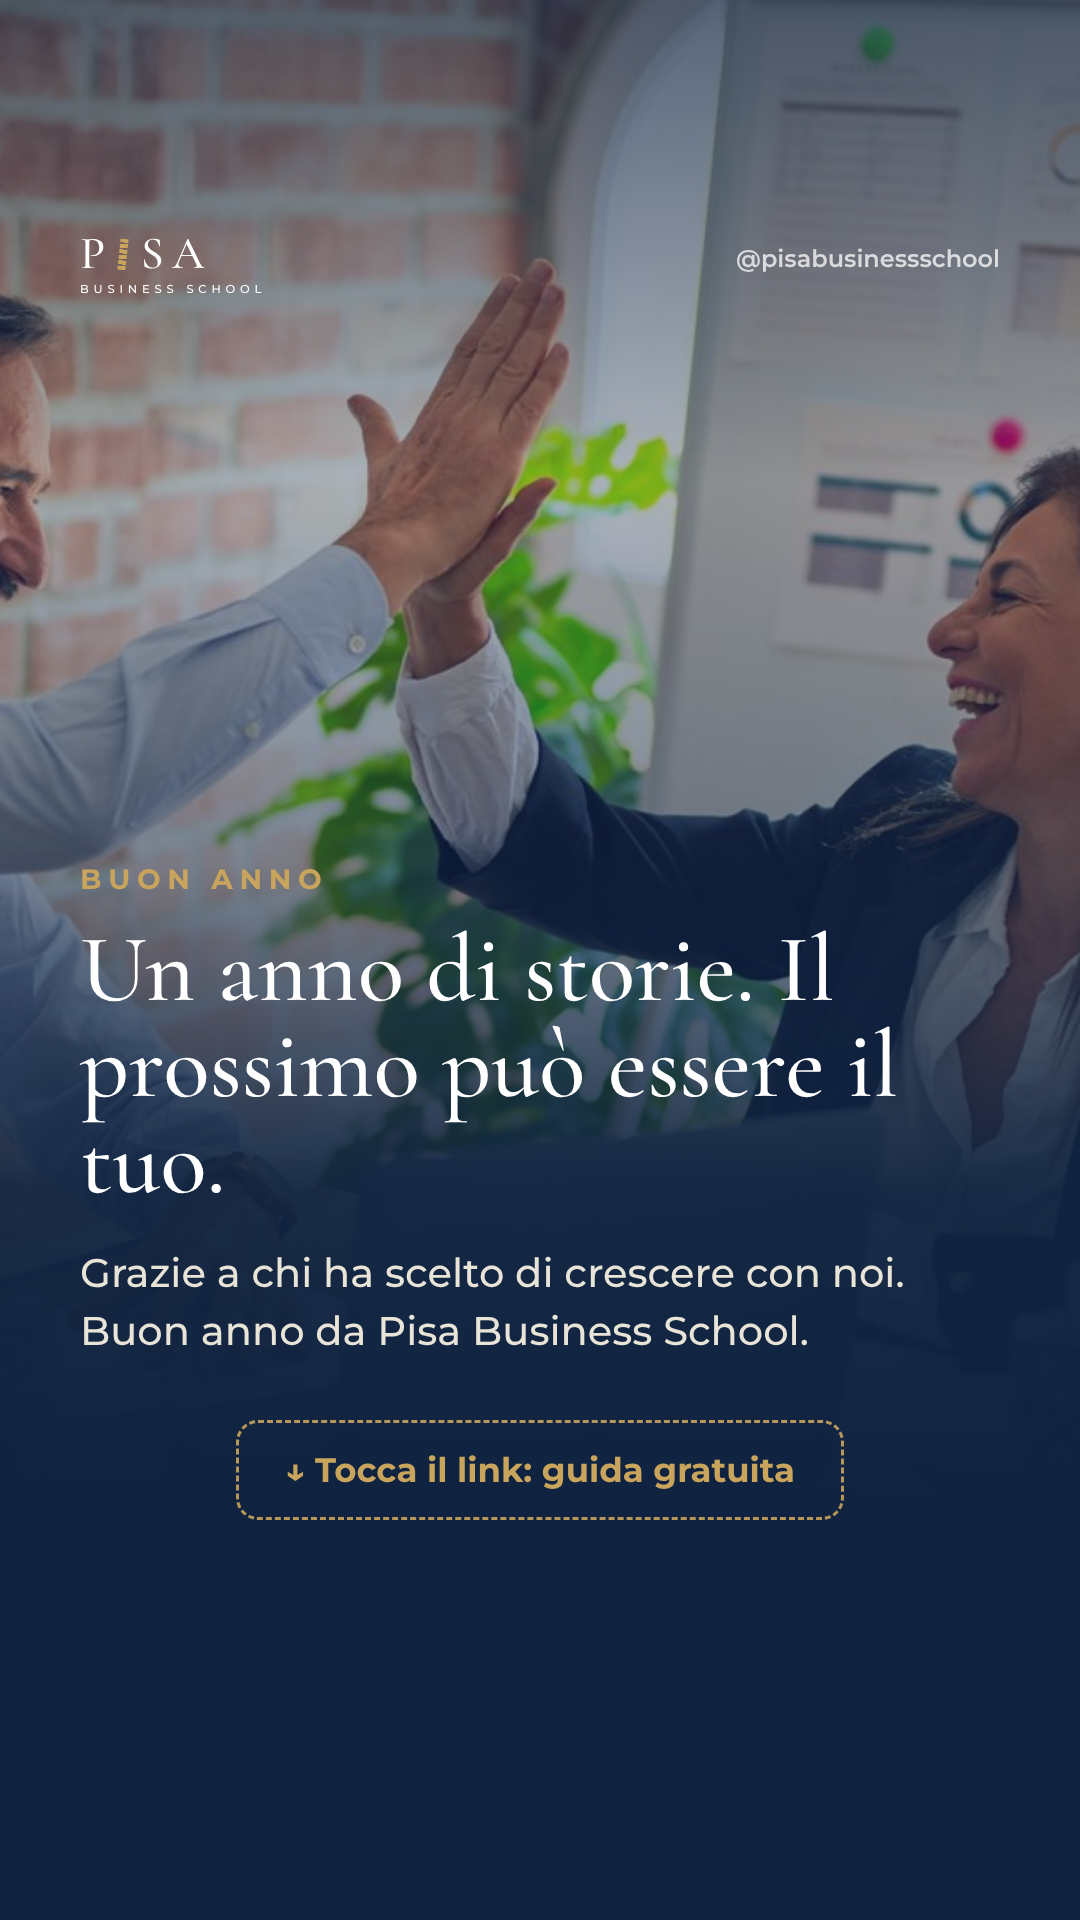 PISA
BUSINESS SCHOOL
@pisabusinessschool
BUON ANNO
Un anno di storie. Il
prossimo può essere il
tuo.
Grazie a chi ha scelto di crescere con noi.
Buon anno da Pisa Business School.
↓ Tocca il link: guida gratuita